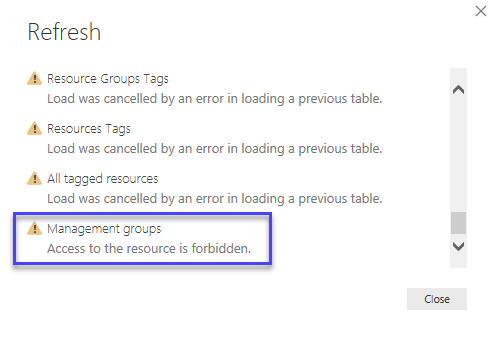 Refresh
Resource Groups Tags
Load was cancelled by an error in loading a previous table.
Resources Tags
Load was cancelled by an error in loading a previous table.
All tagged resources
Load was cancelled by an error in loading a previous table.
Management groups
Access to the resource is forbidden.
Close